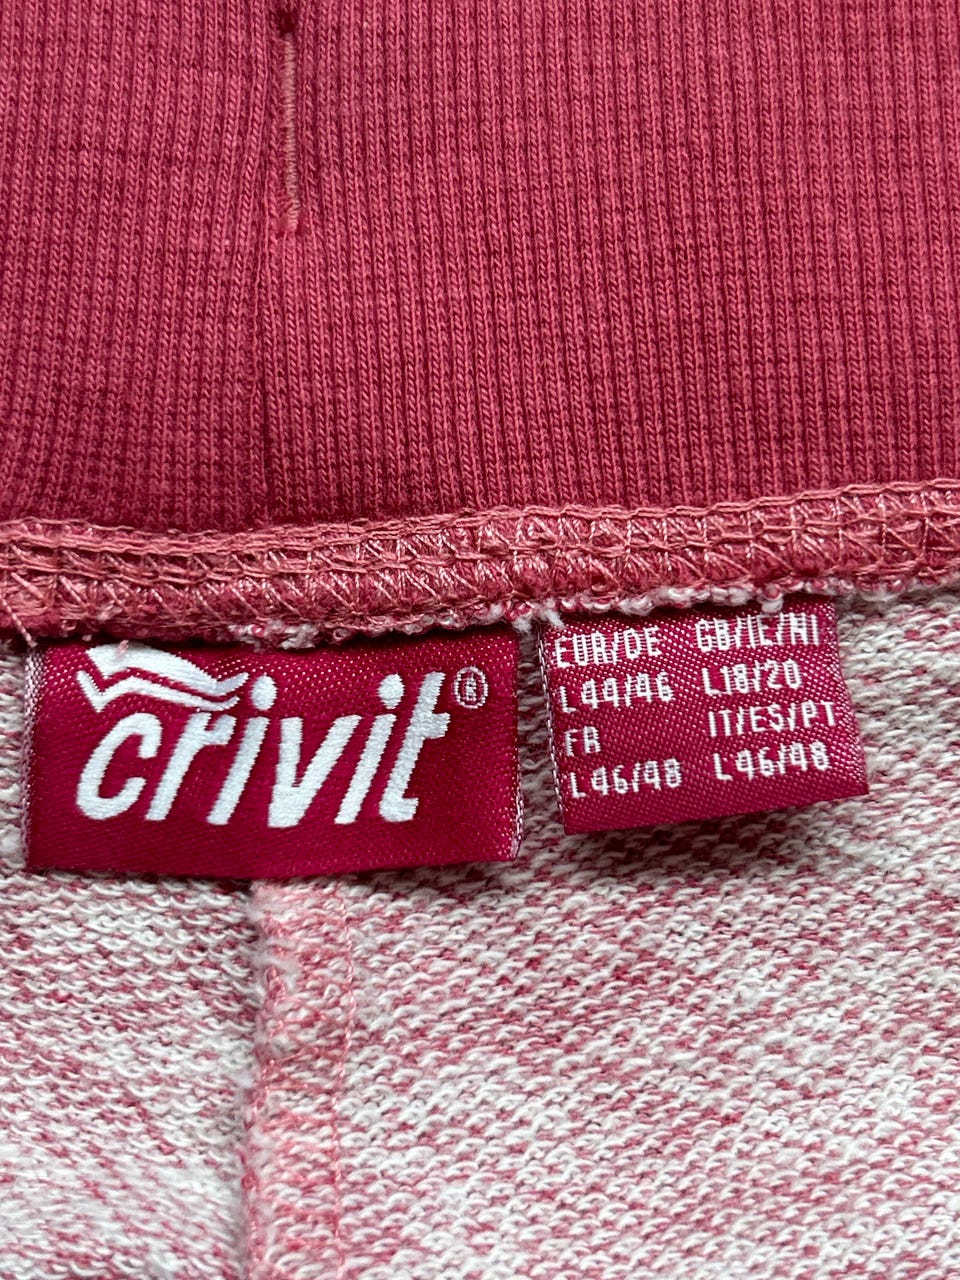 crivit®
EUR/DE GB/IE/NI
L44/46 L18/20
FR IT/ES/PT
L46/48 L46/48